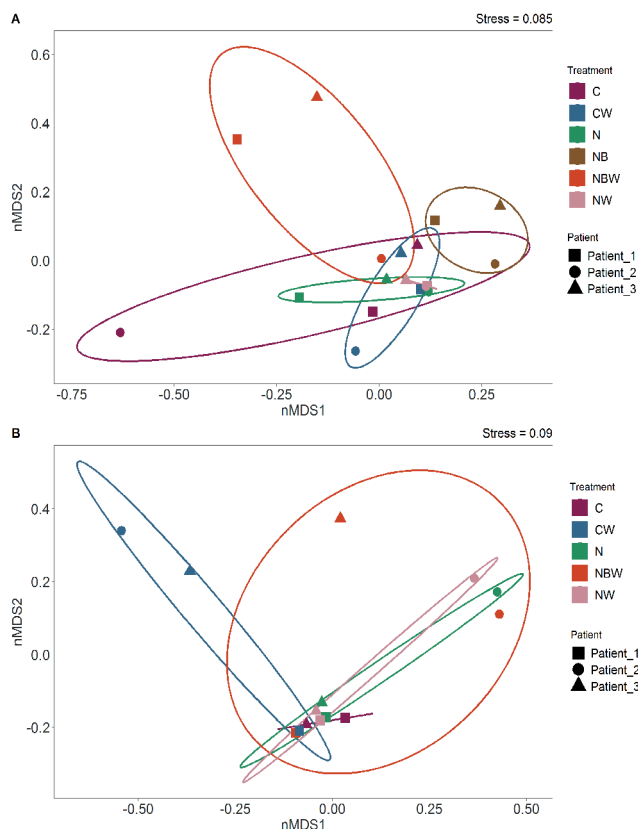 A
Stress = 0.085
0.6
0.4
0.2
0.0
-0.2
nMDS2
-0.75
-0.50
-0.25
0.00
0.25
nMDS1
Treatment
C
CW
N
NB
NBW
NW
Patient
Patient_1
Patient_2
Patient_3
B
Stress = 0.09
0.4
0.2
0.0
-0.2
nMDS2
-0.50
-0.25
0.00
0.25
0.50
nMDS1
Treatment
C
CW
N
NBW
NW
Patient
Patient_1
Patient_2
Patient_3